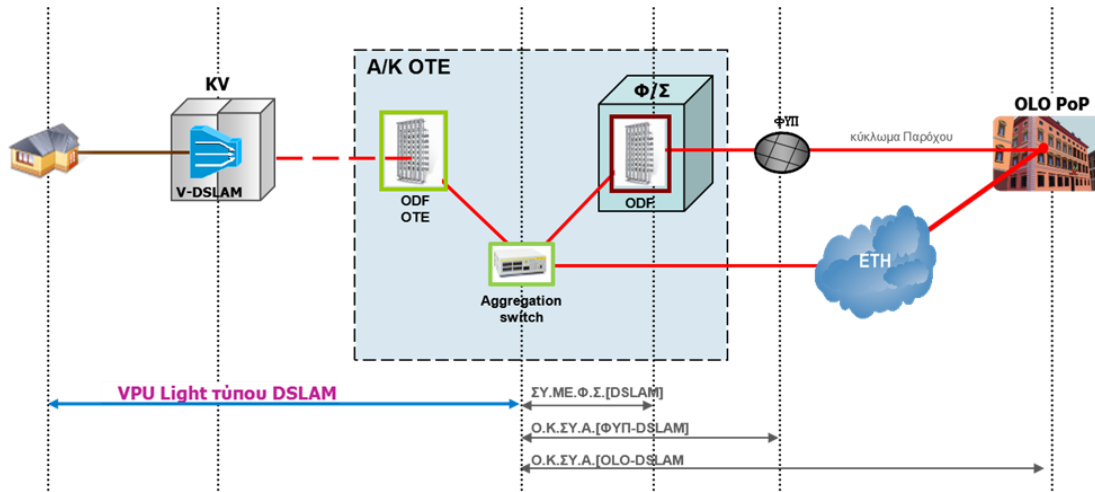 Α/Κ ΟΤΕ
KV
Φ/Σ
ΦΥΠ
OLO PoP
κύκλωμα Παρόχου
V-DSLAM
ODF
OTE
ODF
ETH
Aggregation
switch
VPU Light τύπου DSLAM
ΣΥ.ΜΕ.Φ.Σ.[DSLAM]
Ο.Κ.ΣΥ.Α.[ΦΥΠ-DSLAM]
Ο.Κ.ΣΥ.Α.[OLO-DSLAM